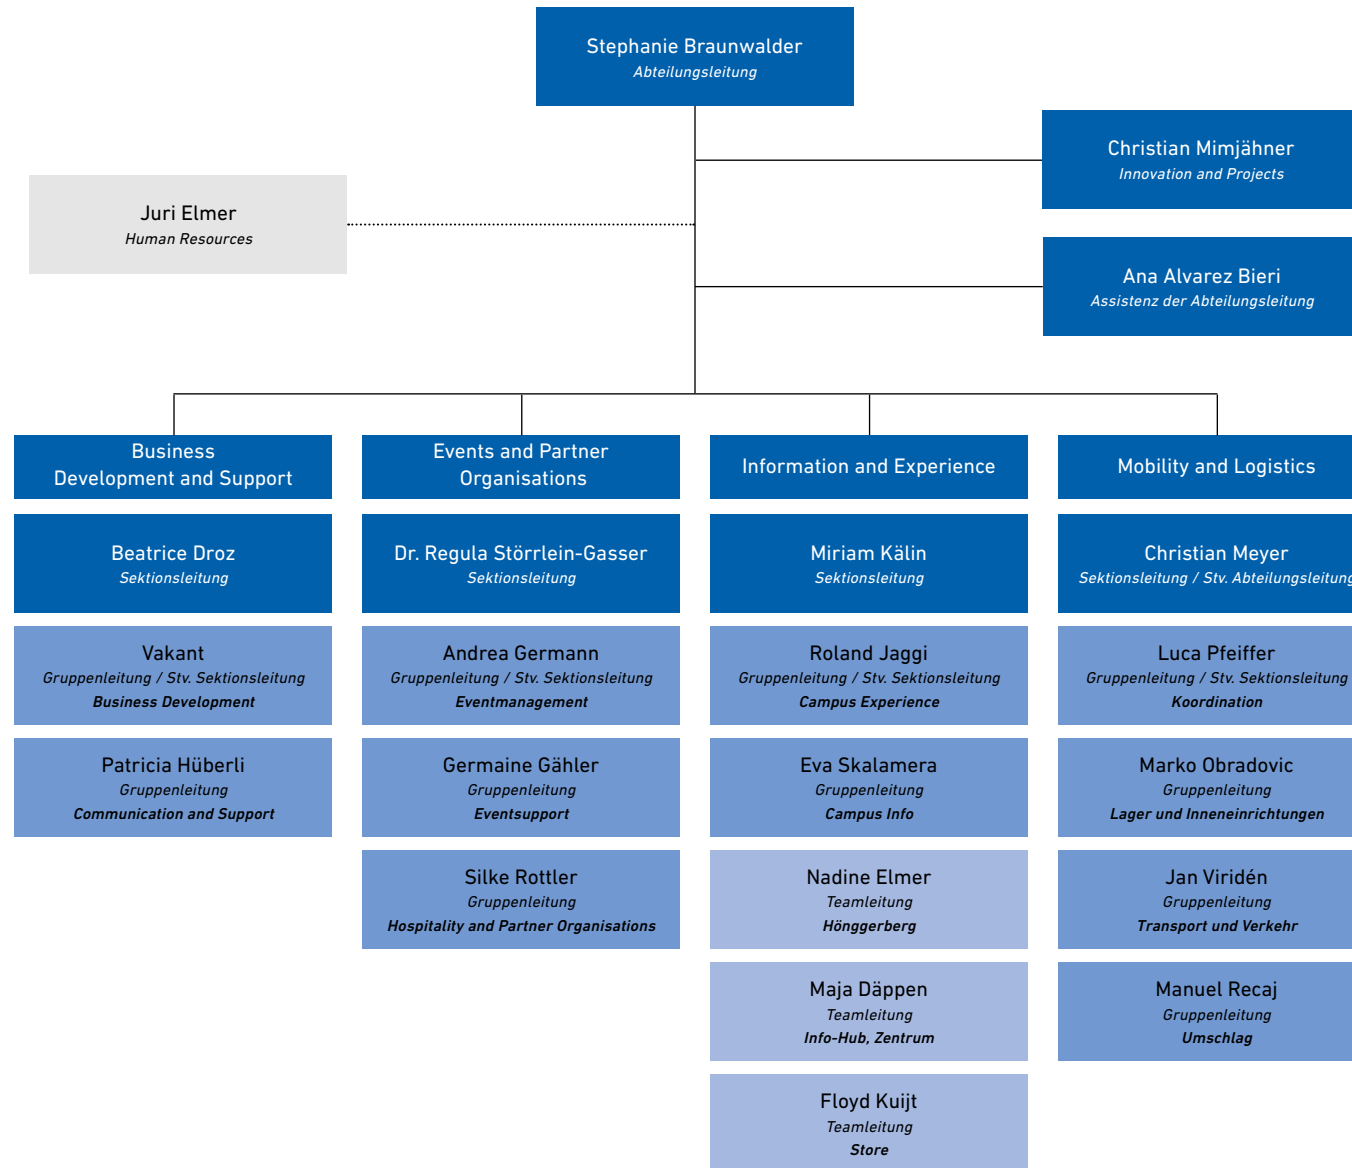 Stephanie Braunwalder
Abteilungsleitung
Christian Mimjähner
Innovation and Projects
Juri Elmer
Human Resources
Ana Alvarez Bieri
Assistenz der Abteilungsleitung
Business
Development and Support
Beatrice Droz
Sektionsleitung
Vakant
Gruppenleitung / Stv. Sektionsleitung
Business Development
Patricia Hüberli
Gruppenleitung
Communication and Support
Events and Partner
Organisations
Dr. Regula Störrlein-Gasser
Sektionsleitung
Andrea Germann
Gruppenleitung / Stv. Sektionsleitung
Eventmanagement
Germaine Gähler
Gruppenleitung
Eventsupport
Silke Rottler
Gruppenleitung
Hospitality and Partner Organisations
Information and Experience
Miriam Kälin
Sektionsleitung
Roland Jaggi
Gruppenleitung / Stv. Sektionsleitung
Campus Experience
Eva Skalamera
Gruppenleitung
Campus Info
Nadine Elmer
Teamleitung
Hönggerberg
Maja Däppen
Teamleitung
Info-Hub, Zentrum
Floyd Kuijt
Teamleitung
Store
Mobility and Logistics
Christian Meyer
Sektionsleitung / Stv. Abteilungsleitung
Luca Pfeiffer
Gruppenleitung / Stv. Sektionsleitung
Koordination
Marko Obradovic
Gruppenleitung
Lager und Inneneinrichtungen
Jan Viridén
Gruppenleitung
Transport und Verkehr
Manuel Recaj
Gruppenleitung
Umschlag